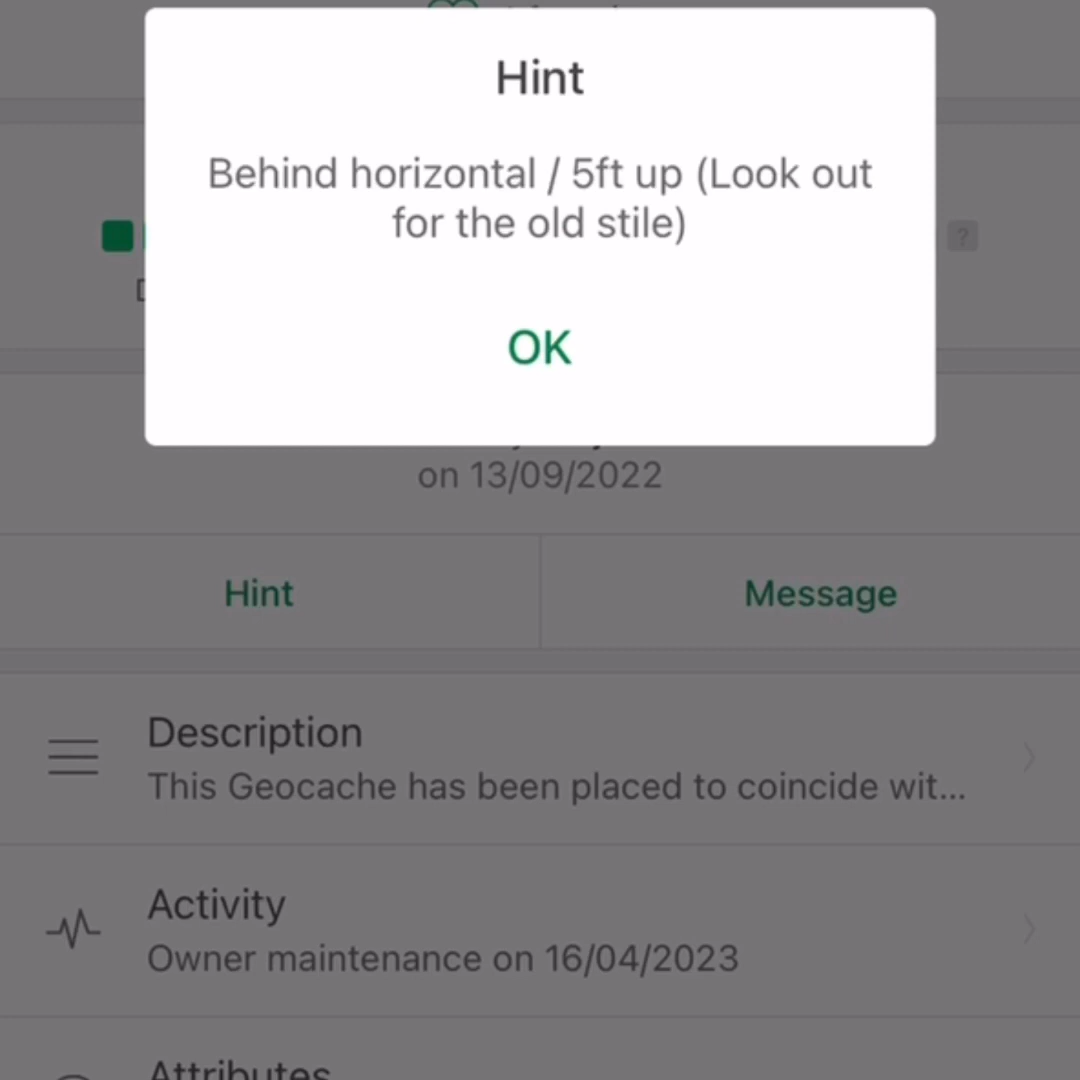 Hint
Behind horizontal / 5ft up (Look out
for the old stile)
OK
?
on 13/09/2022
Hint
Message
Description
This Geocache has been placed to coincide wit...
Activity
Owner maintenance on 16/04/2023
Attributes